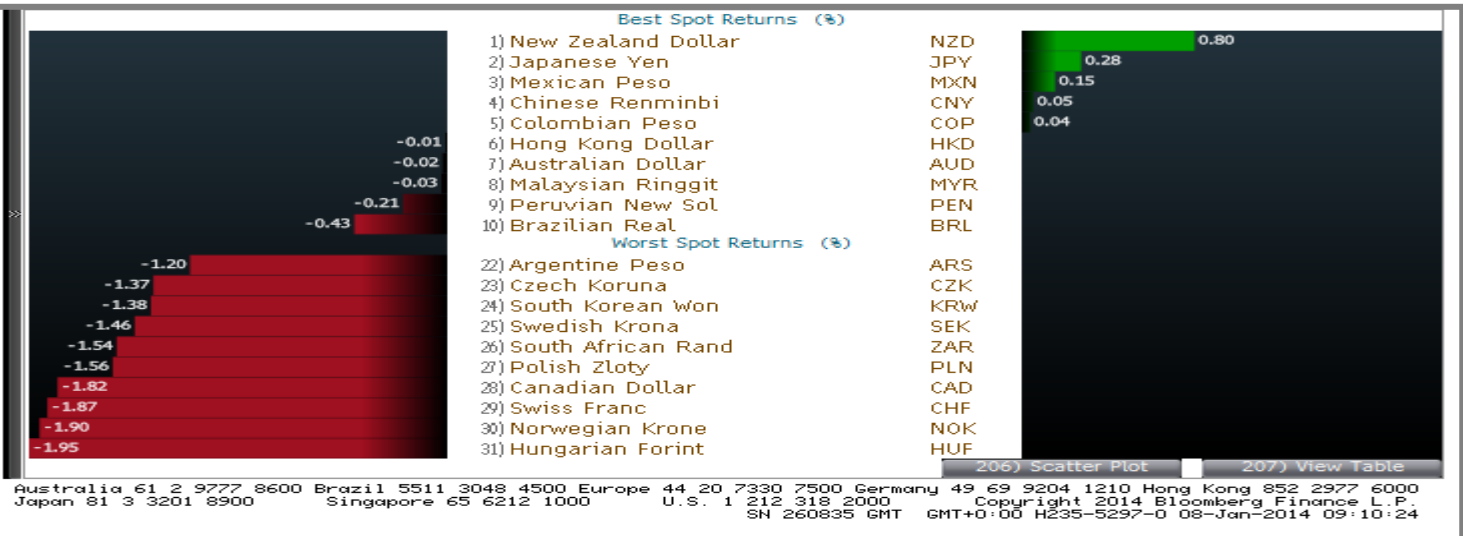 Best Spot Returns (%)
1) New Zealand Dollar NZD 0.80
2) Japanese Yen JPY 0.28
3) Mexican Peso MXN 0.15
4) Chinese Renminbi CNY 0.05
5) Colombian Peso COP 0.04
-0.01 6) Hong Kong Dollar HKD
-0.02 7) Australian Dollar AUD
-0.03 8) Malaysian Ringgit MYR
-0.21 9) Peruvian New Sol PEN
>>
-0.43 10) Brazilian Real BRL
Worst Spot Returns (%)
-1.20 22) Argentine Peso ARS
-1.37 23) Czech Koruna CZK
-1.38 24) South Korean Won KRW
-1.46 25) Swedish Krona SEK
-1.54 26) South African Rand ZAR
-1.56 27) Polish Zloty PLN
-1.82 28) Canadian Dollar CAD
-1.87 29) Swiss Franc CHF
-1.90 30) Norwegian Krone NOK
-1.95 31) Hungarian Forint HUF
206) Scatter Plot 207) View Table
Australia 61 2 9777 8600 Brazil 5511 3048 4500 Europe 44 20 7330 7500 Germany 49 69 9204 1210 Hong Kong 852 2977 6000
Japan 81 3 3201 8900 Singapore 65 6212 1000 U.S. 1 212 318 2000 Copyright 2014 Bloomberg Finance L.P.
SN 260835 GMT GMT+0:00 H235-5297-0 08-Jan-2014 09:10:24